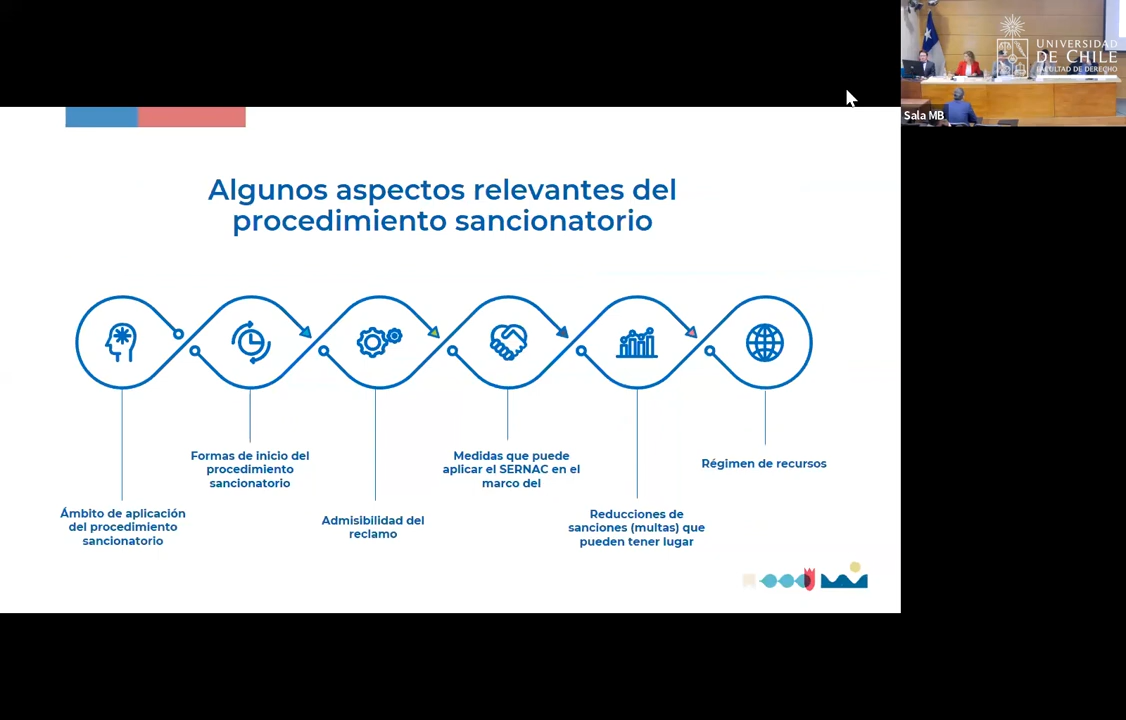 UNIVERSIDAD
DE CHILE
FACULTAD DE DERECHO
Sala MB
Algunos aspectos relevantes del
procedimiento sancionatorio
Formas de inicio del
procedimiento
sancionatorio
Medidas que puede
aplicar el SERNAC en el
marco del
Régimen de recursos
Ámbito de aplicación
del procedimiento
sancionatorio
Admisibilidad del
reclamo
Reducciones de
sanciones (multas) que
pueden tener lugar